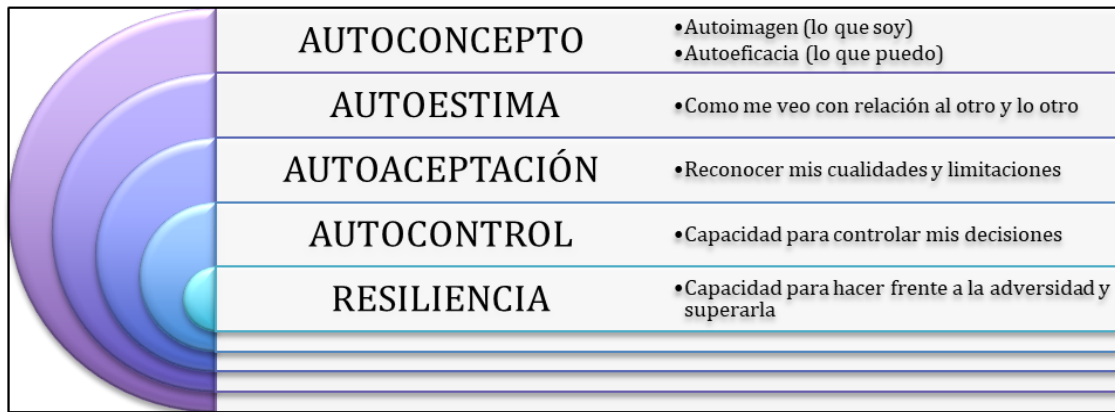 AUTOCONCEPTO
•Autoimagen (lo que soy)
•Autoeficacia (lo que puedo)
AUTOESTIMA
•Como me veo con relación al otro y lo otro
AUTOACEPTACIÓN
•Reconocer mis cualidades y limitaciones
AUTOCONTROL
•Capacidad para controlar mis decisiones
RESILIENCIA
•Capacidad para hacer frente a la adversidad y
superarla